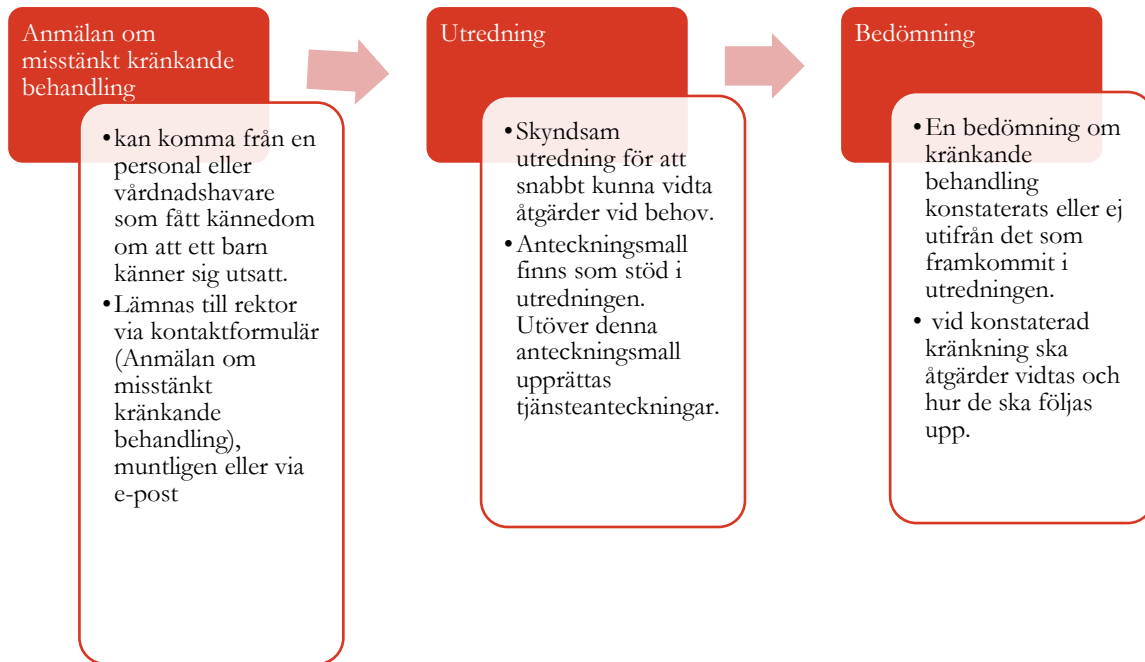 Anmälan om
misstänkt kränkande
behandling
•kan komma från en
personal eller
vårdnadshavare
som fått kännedom
om att ett barn
känner sig utsatt.
•Lämnas till rektor
via kontaktformulär
(Anmälan om
misstänkt
kränkande
behandling),
muntligen eller via
e-post
Utredning
•Skyndsam
utredning för att
snabbt kunna vidta
åtgärder vid behov.
•Anteckningsmall
finns som stöd i
utredningen.
Utöver denna
anteckningsmall
upprättas
tjänsteanteckningar.
Bedömning
•En bedömning om
kränkande
behandling
konstaterats eller ej
utifrån det som
framkommit i
utredningen.
• vid konstaterad
kränkning ska
åtgärder vidtas och
hur de ska följas
upp.